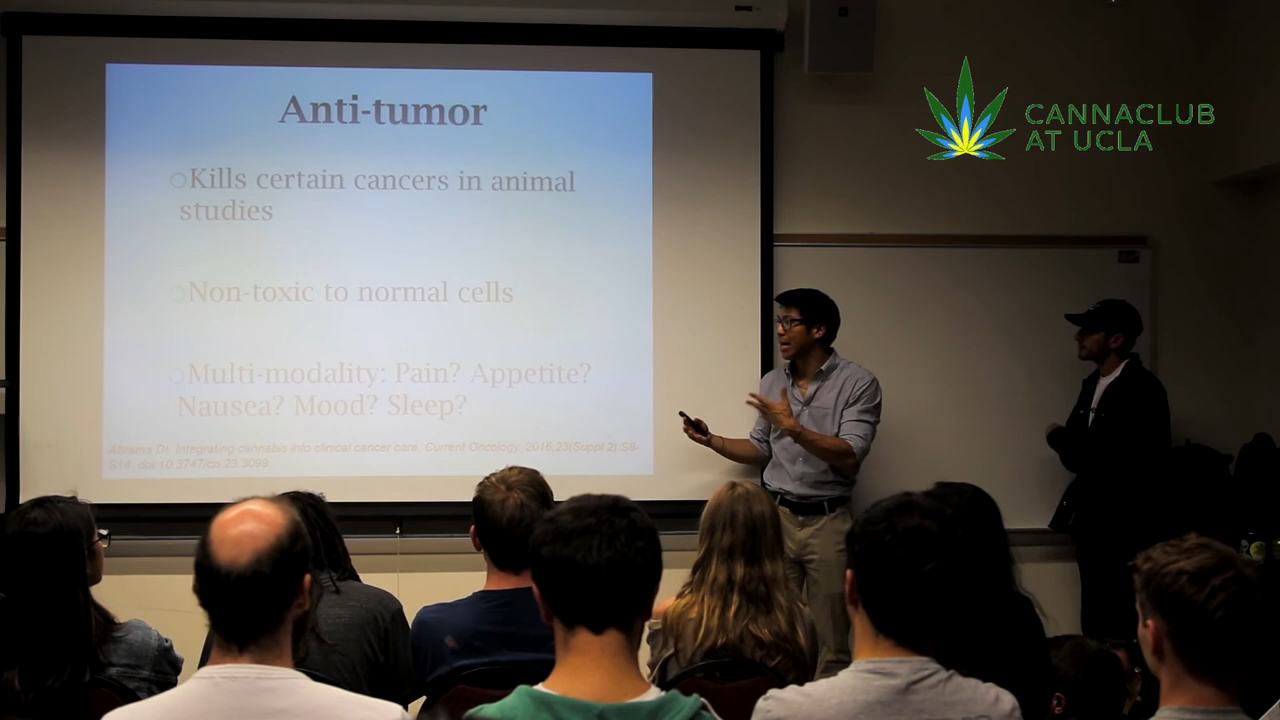 Anti-tumor
Kills certain cancers in animal
studies
Non-toxic to normal cells
Multi-modality: Pain? Appetite?
Nausea? Mood? Sleep?
Abrams DI. Integrating cannabis into clinical cancer care. Current Oncology. 2016;23(Suppl 2):S8-
S14. doi:10.3747/co.23.3099.
CANNACLUB
AT UCLA